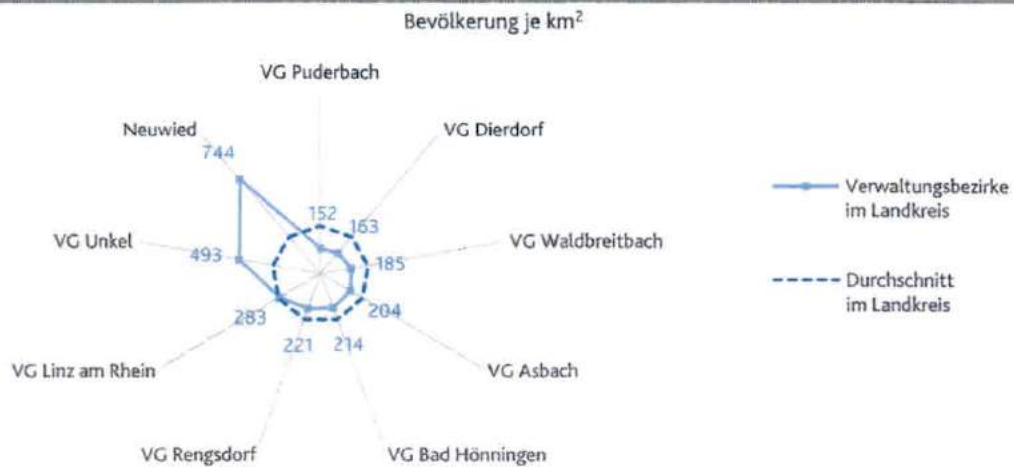 Bevölkerung je km²
VG Puderbach
Neuwied
VG Dierdorf
744
152
163
VG Unkel
493
185
VG Waldbreitbach
283
204
221
214
VG Linz am Rhein
VG Asbach
VG Rengsdorf
VG Bad Hönningen
Verwaltungsbezirke
im Landkreis
Durchschnitt
im Landkreis